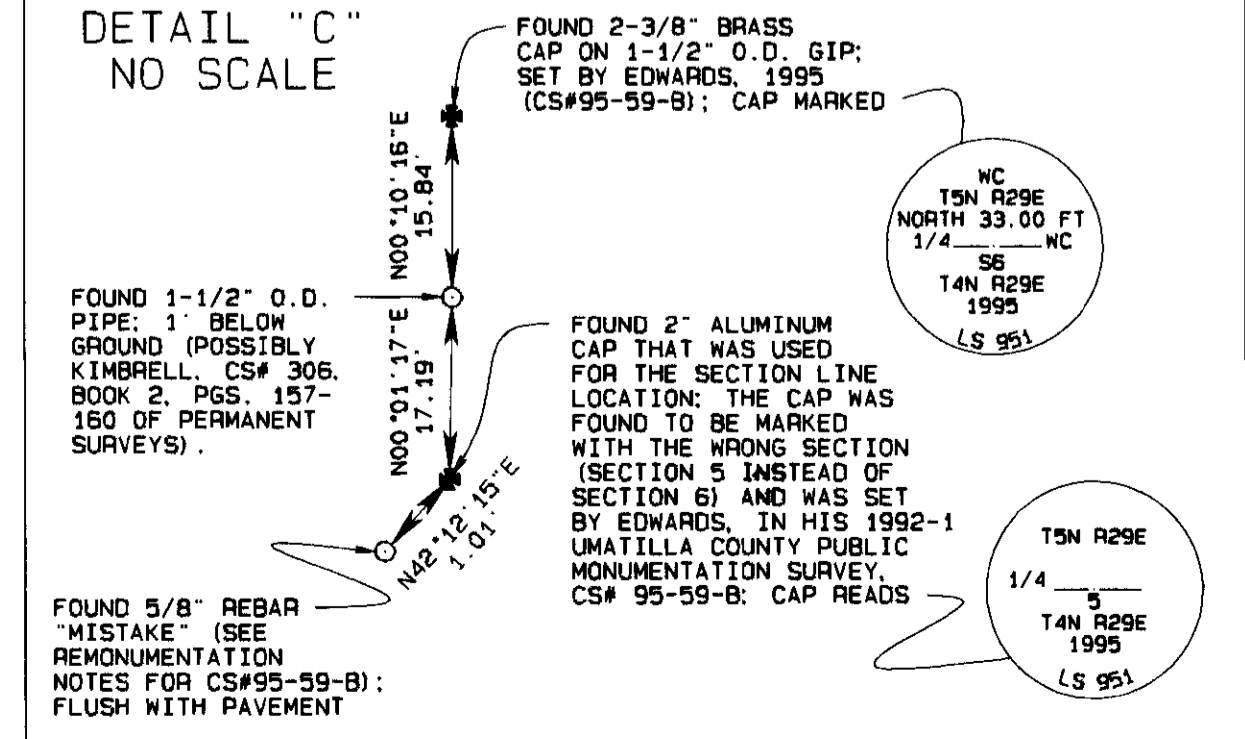 DETAIL "C"
NO SCALE
FOUND 2-3/8" BRASS
CAP ON 1-1/2" O.D. GIP;
SET BY EDWARDS, 1995
(CS#95-59-B); CAP MARKED
WC
T5N R29E
NORTH 33.00 FT
1/4 ___.___ WC
S6
T4N R29E
1995
LS 951
N00°10'16"E
15.84'
FOUND 1-1/2" O.D.
PIPE; 1' BELOW
GROUND (POSSIBLY
KIMBRELL, CS# 306,
BOOK 2, PGS. 157-
160 OF PERMANENT
SURVEYS).
N00°01'17"E
17.19'
FOUND 2" ALUMINUM
CAP THAT WAS USED
FOR THE SECTION LINE
LOCATION; THE CAP WAS
FOUND TO BE MARKED
WITH THE WRONG SECTION
(SECTION 5 INSTEAD OF
SECTION 6) AND WAS SET
BY EDWARDS, IN HIS 1992-1
UMATILLA COUNTY PUBLIC
MONUMENTATION SURVEY,
CS# 95-59-B; CAP READS
T5N R29E
1/4 ___.___
5
T4N R29E
1995
LS 951
N42°12'15"E
1.01'
FOUND 5/8" REBAR
"MISTAKE" (SEE
REMONUMENTATION
NOTES FOR CS#95-59-B);
FLUSH WITH PAVEMENT